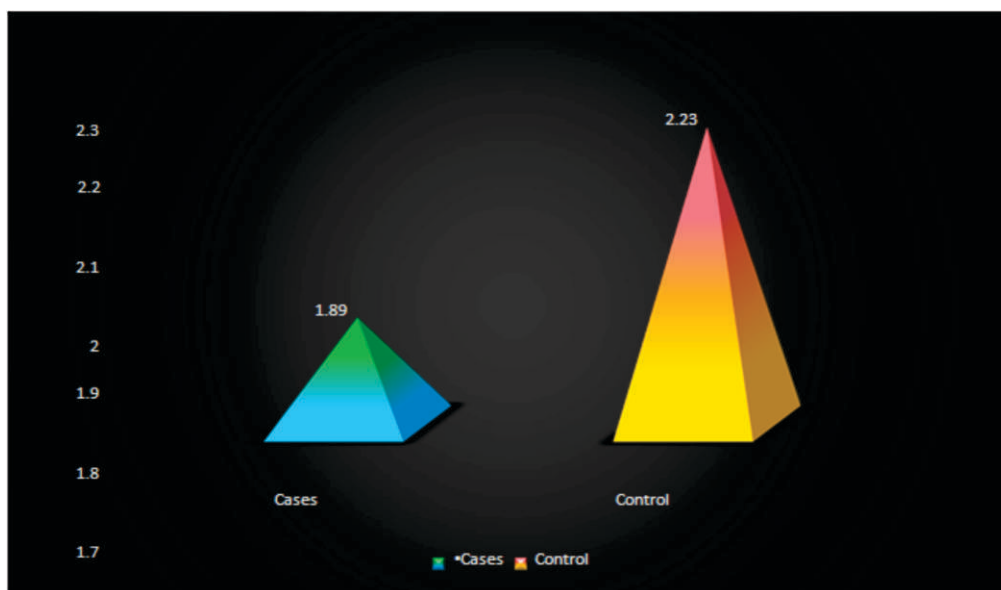 2.3
2.23
2.2
2.1
1.89
2
1.9
1.8
Cases
Control
1.7
*Cases
Control